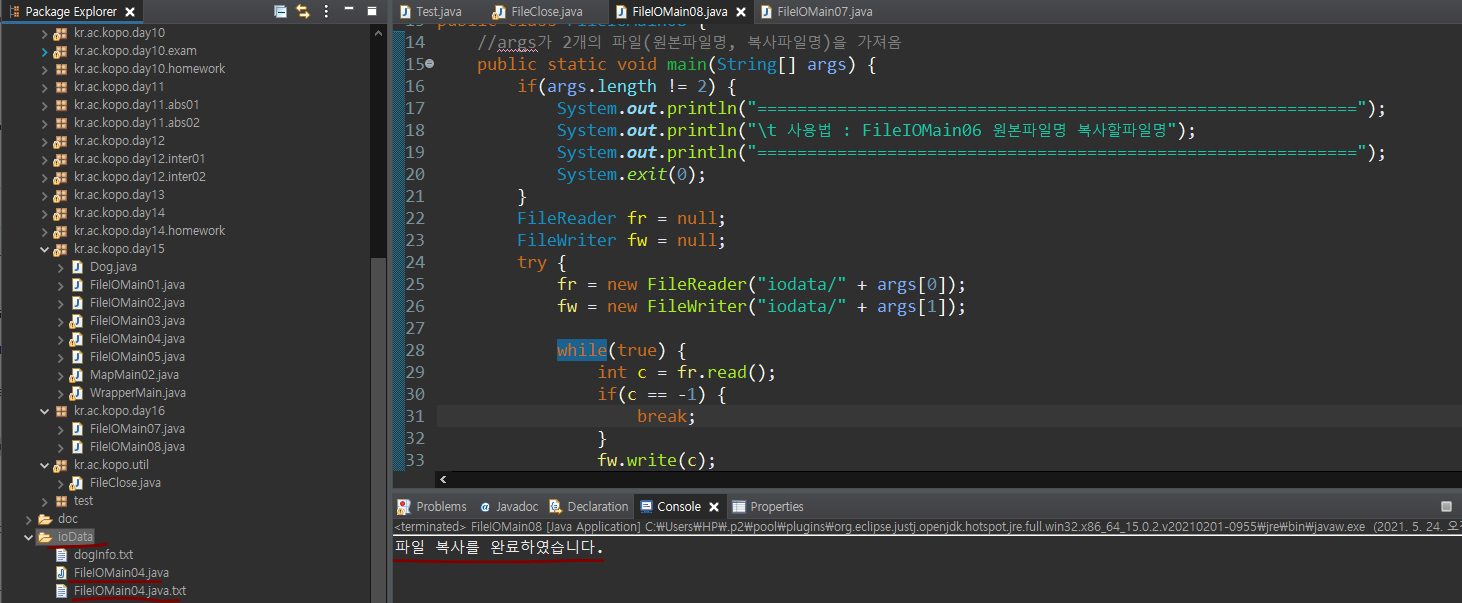 Package Explorer
kr.ac.kopo.day10
kr.ac.kopo.day10.exam
kr.ac.kopo.day10.homework
kr.ac.kopo.day11
kr.ac.kopo.day11.abs01
kr.ac.kopo.day11.abs02
kr.ac.kopo.day12
kr.ac.kopo.day12.inter01
kr.ac.kopo.day12.inter02
kr.ac.kopo.day13
kr.ac.kopo.day14
kr.ac.kopo.day14.homework
kr.ac.kopo.day15
Dog.java
FileIOMain01.java
FileIOMain02.java
FileIOMain03.java
FileIOMain04.java
FileIOMain05.java
MapMain02.java
WrapperMain.java
kr.ac.kopo.day16
FileIOMain07.java
FileIOMain08.java
kr.ac.kopo.util
FileClose.java
test
doc
ioData
dogInfo.txt
FileIOMain04.java
FileIOMain04.java.txt
Test.java FileClose.java FileIOMain08.java FileIOMain07.java
14 //args가 2개의 파일(원본파일명, 복사파일명)을 가져옴
15 public static void main(String[] args) {
16 if(args.length != 2) {
17 System.out.println("============================================================");
18 System.out.println("\t 사용법 : FileIOMain06 원본파일명 복사할파일명");
19 System.out.println("============================================================");
20 System.exit(0);
21 }
22 FileReader fr = null;
23 FileWriter fw = null;
24 try {
25 fr = new FileReader("iodata/" + args[0]);
26 fw = new FileWriter("iodata/" + args[1]);
27
28 while(true) {
29 int c = fr.read();
30 if(c == -1) {
31 break;
32 }
33 fw.write(c);
Problems Javadoc Declaration Console Properties
<terminated> FileIOMain08 [Java Application] C:₩Users₩HP₩.p2₩pool₩plugins₩org.eclipse.justj.openjdk.hotspot.jre.full.win32.x86_64_15.0.2.v20210201-0955₩jre₩bin₩javaw.exe (2021. 5. 24.
파일 복사를 완료하였습니다.